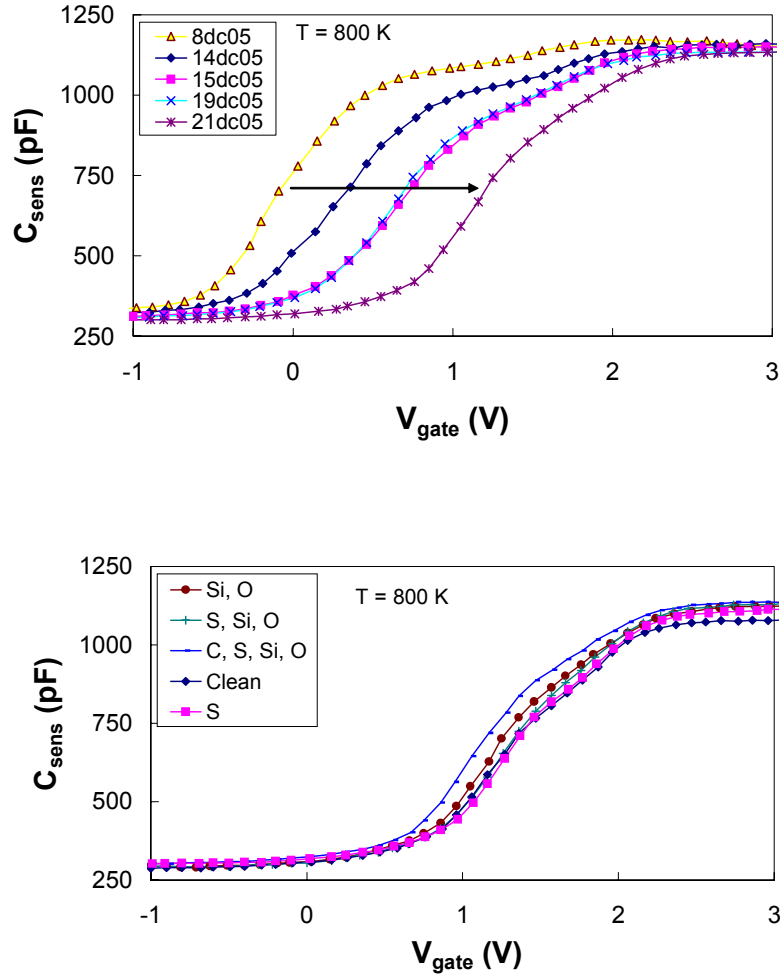 8dc05
14dc05
15dc05
19dc05
21dc05
T = 800 K
1250
1000
750
500
250
C_sens (pF)
-1 0 1 2 3
V_gate (V)
Si, O
S, Si, O
C, S, Si, O
Clean
S
T = 800 K
1250
1000
750
500
250
C_sens (pF)
-1 0 1 2 3
V_gate (V)